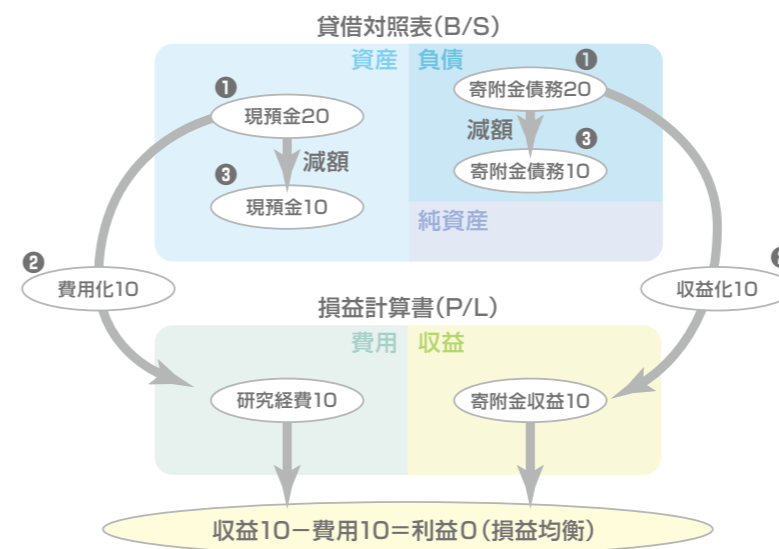 貸借対照表(B/S)
資産 負債
❶
現預金20
減額
❸
現預金10
❶
寄附金債務20
減額
❸
寄附金債務10
純資産
❷
費用化10
収益化10
損益計算書(P/L)
費用 収益
研究経費10
寄附金収益10
収益10−費用10＝利益0(損益均衡)